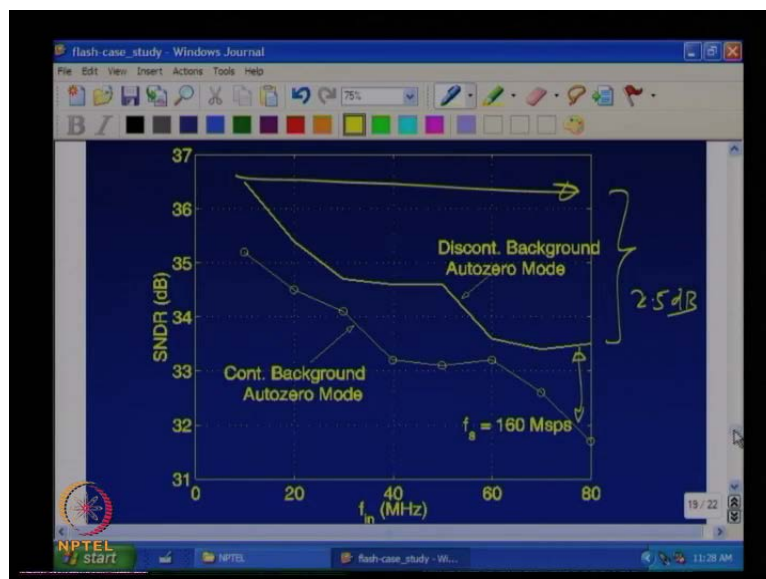 flash-case_study - Windows Journal
File Edit View Insert Actions Tools Help
75%
B I
37
36
35
34
33
32
31
SNDR (dB)
Discont. Background
Autozero Mode
2.5 dB
Cont. Background
Autozero Mode
fs = 160 Msps
0 20 40 60 80
fin (MHz)
19 / 22
NPTEL
start NPTEL flash-case_study - Wi... 11:28 AM